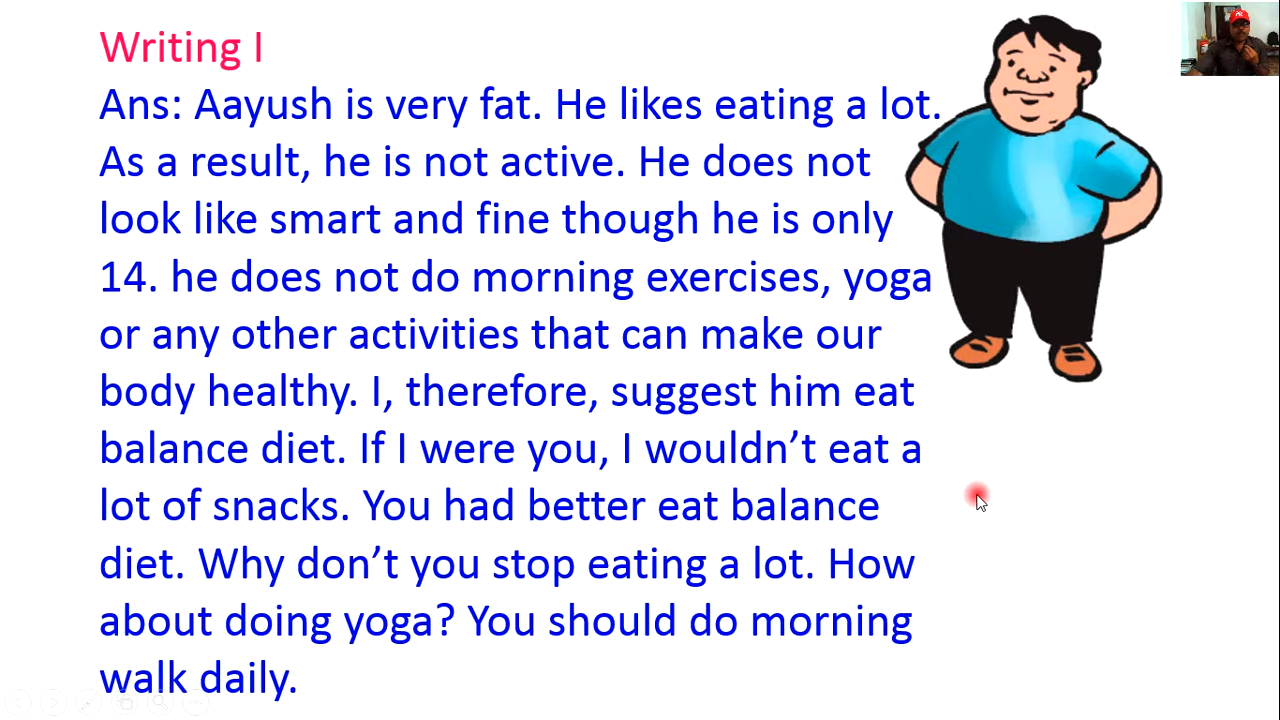 Writing I
Ans: Aayush is very fat. He likes eating a lot.
As a result, he is not active. He does not
look like smart and fine though he is only
14. he does not do morning exercises, yoga
or any other activities that can make our
body healthy. I, therefore, suggest him eat
balance diet. If I were you, I wouldn’t eat a
lot of snacks. You had better eat balance
diet. Why don’t you stop eating a lot. How
about doing yoga? You should do morning
walk daily.